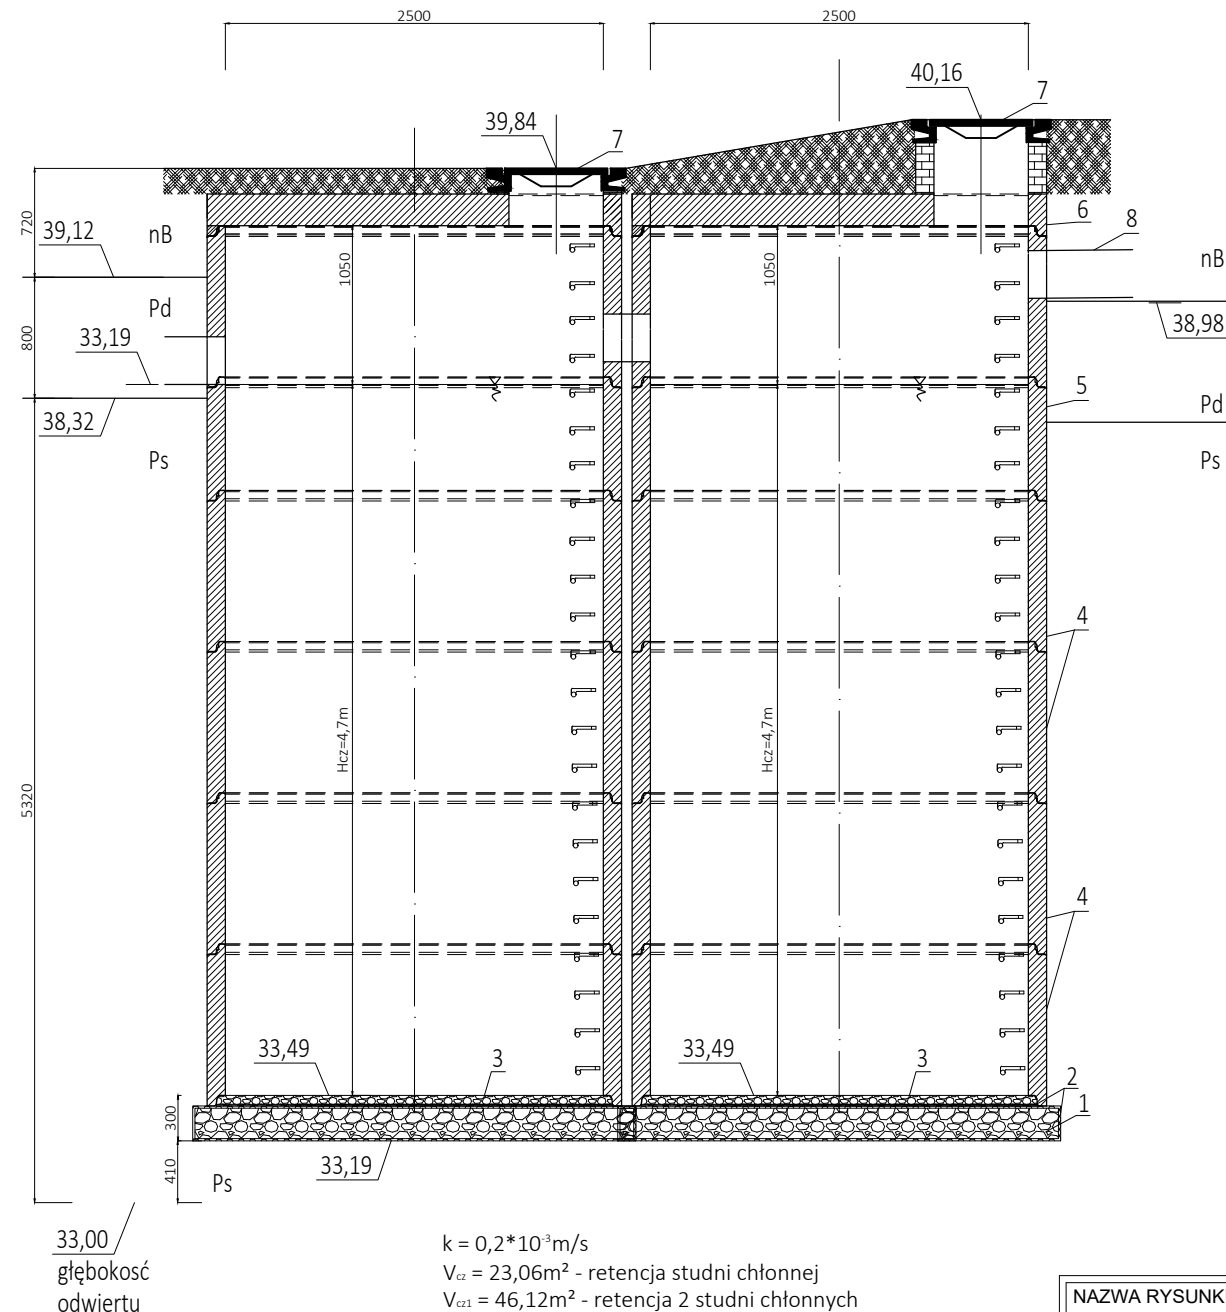 2500
2500
40,16
7
39,84
7
720
39,12
nB
6
8
nB
1050
1050
Pd
38,98
800
33,19
38,32
5
Pd
Ps
Ps
4
Hcz=4,7m
Hcz=4,7m
5320
4
33,49
3
33,49
3
2
1
300
33,19
410
Ps
33,00
głębokosć
odwiertu
k = 0,2*10⁻³m/s
Vcz = 23,06m² - retencja studni chłonnej
Vcz1 = 46,12m² - retencja 2 studni chłonnych
NAZWA RYSUNK